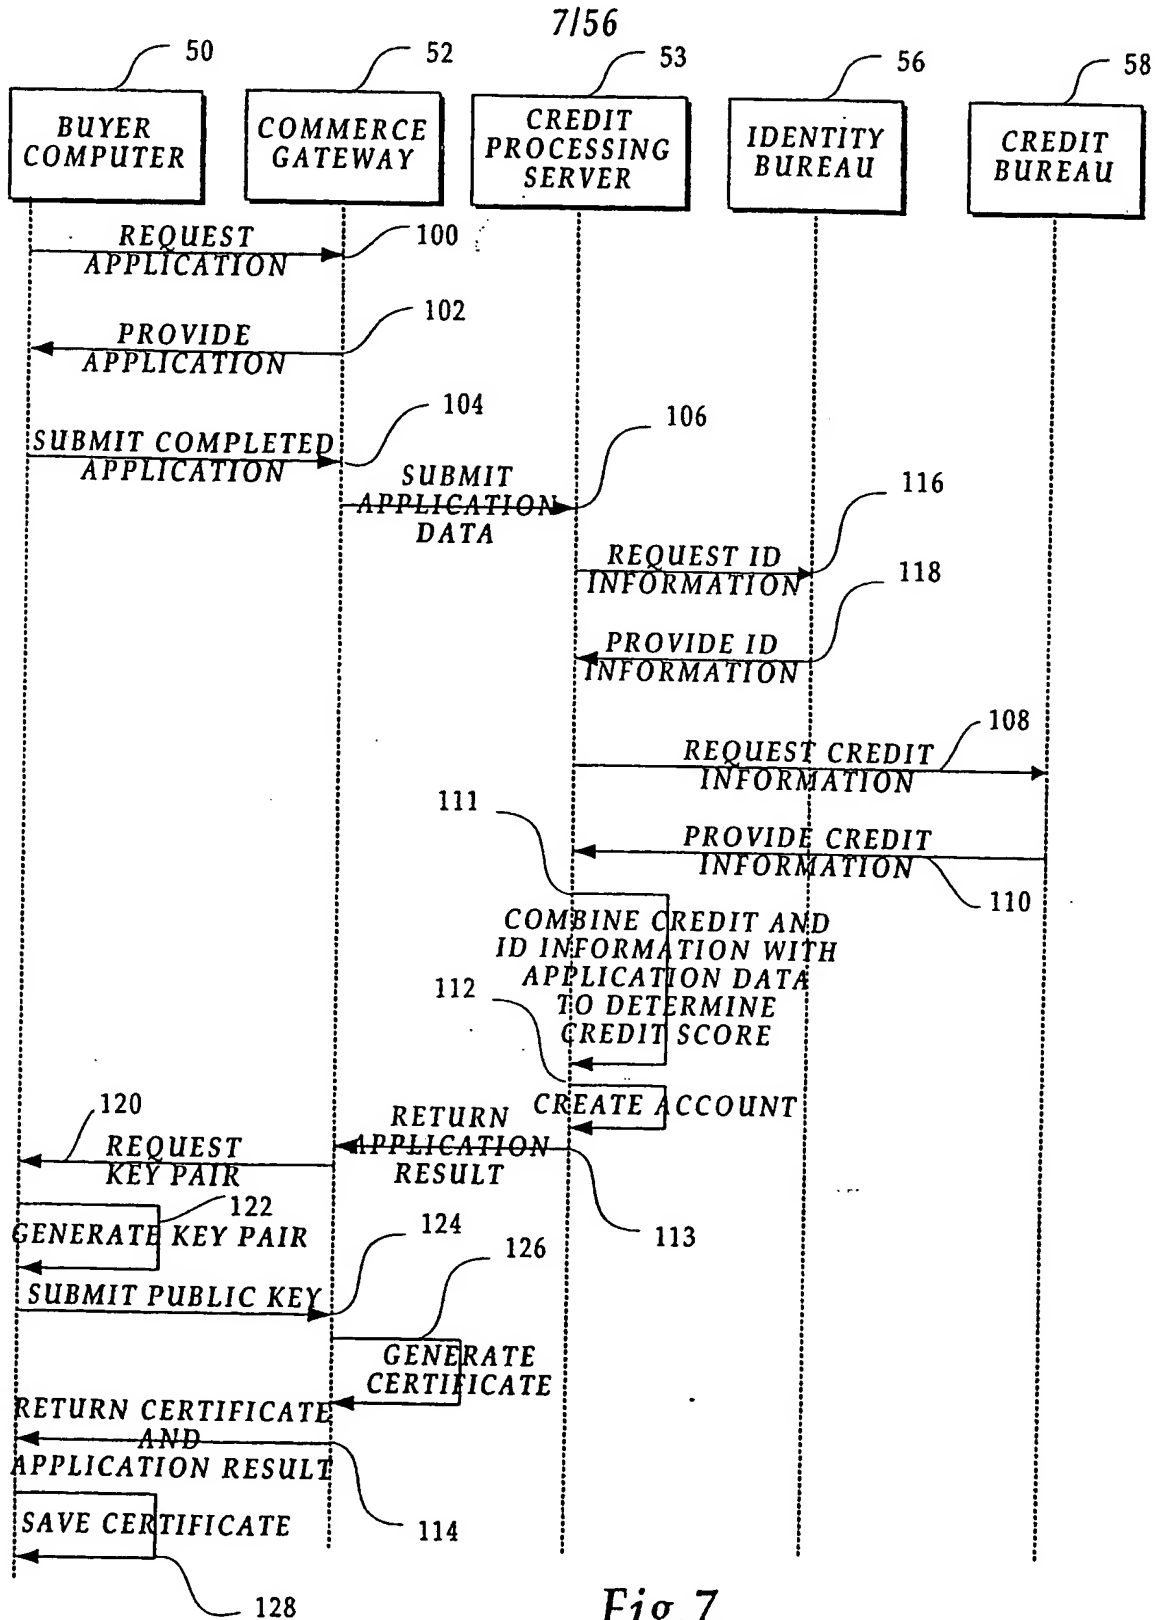 7/56
50
52
53
56
58
BUYER
COMPUTER
COMMERCE
GATEWAY
CREDIT
PROCESSING
SERVER
IDENTITY
BUREAU
CREDIT
BUREAU
REQUEST
APPLICATION
100
PROVIDE
APPLICATION
102
SUBMIT COMPLETED
APPLICATION
104
SUBMIT
APPLICATION
DATA
106
REQUEST ID
INFORMATION
116
PROVIDE ID
INFORMATION
118
REQUEST CREDIT
INFORMATION
108
PROVIDE CREDIT
INFORMATION
110
111
COMBINE CREDIT AND
ID INFORMATION WITH
APPLICATION DATA
TO DETERMINE
CREDIT SCORE
112
CREATE ACCOUNT
RETURN
APPLICATION
RESULT
113
120
REQUEST
KEY PAIR
122
GENERATE KEY PAIR
124
SUBMIT PUBLIC KEY
126
GENERATE
CERTIFICATE
RETURN CERTIFICATE
AND
APPLICATION RESULT
114
SAVE CERTIFICATE
128
Fig. 7